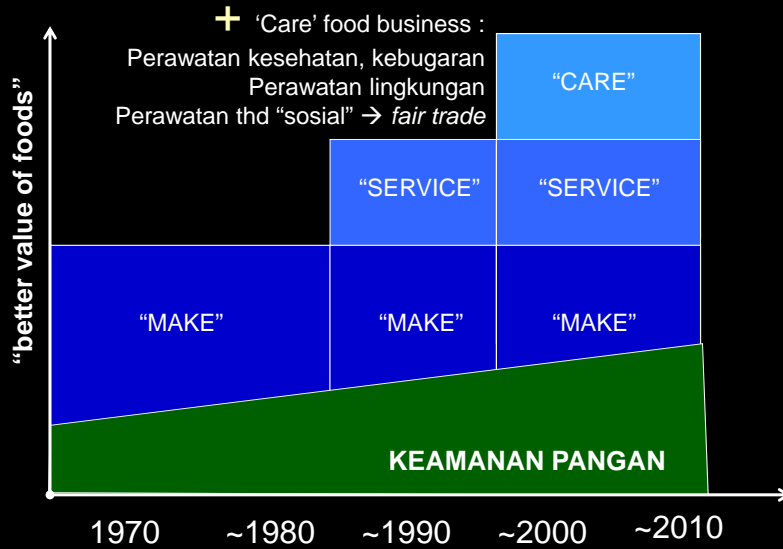 + ‘Care’ food business :
Perawatan kesehatan, kebugaran
Perawatan lingkungan
Perawatan thd “sosial” → fair trade
“better value of foods”
“CARE”
“SERVICE”
“SERVICE”
“MAKE”
“MAKE”
“MAKE”
KEAMANAN PANGAN
1970
~1980
~1990
~2000
~2010